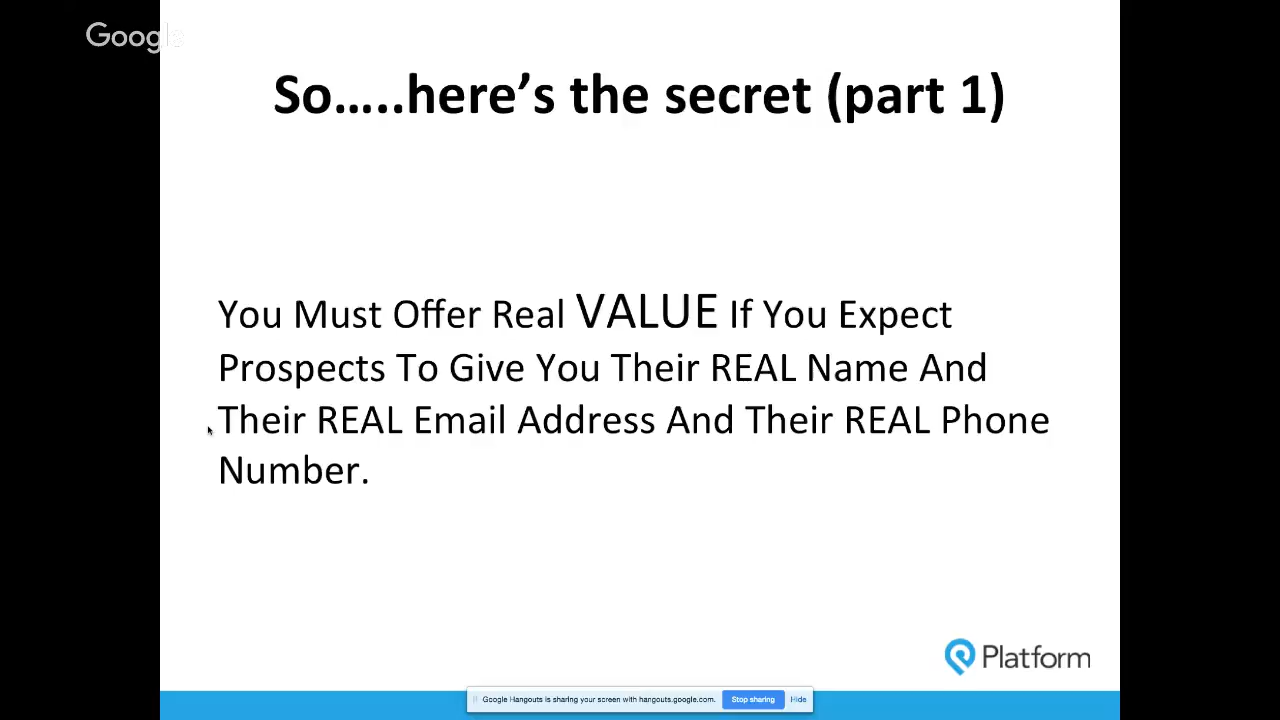 Google
So.....here's the secret (part 1)
You Must Offer Real VALUE If You Expect
Prospects To Give You Their REAL Name And
Their REAL Email Address And Their REAL Phone
Number.
Platform
Google Hangouts is sharing your screen with hangouts.google.com.
Stop sharing
Hide